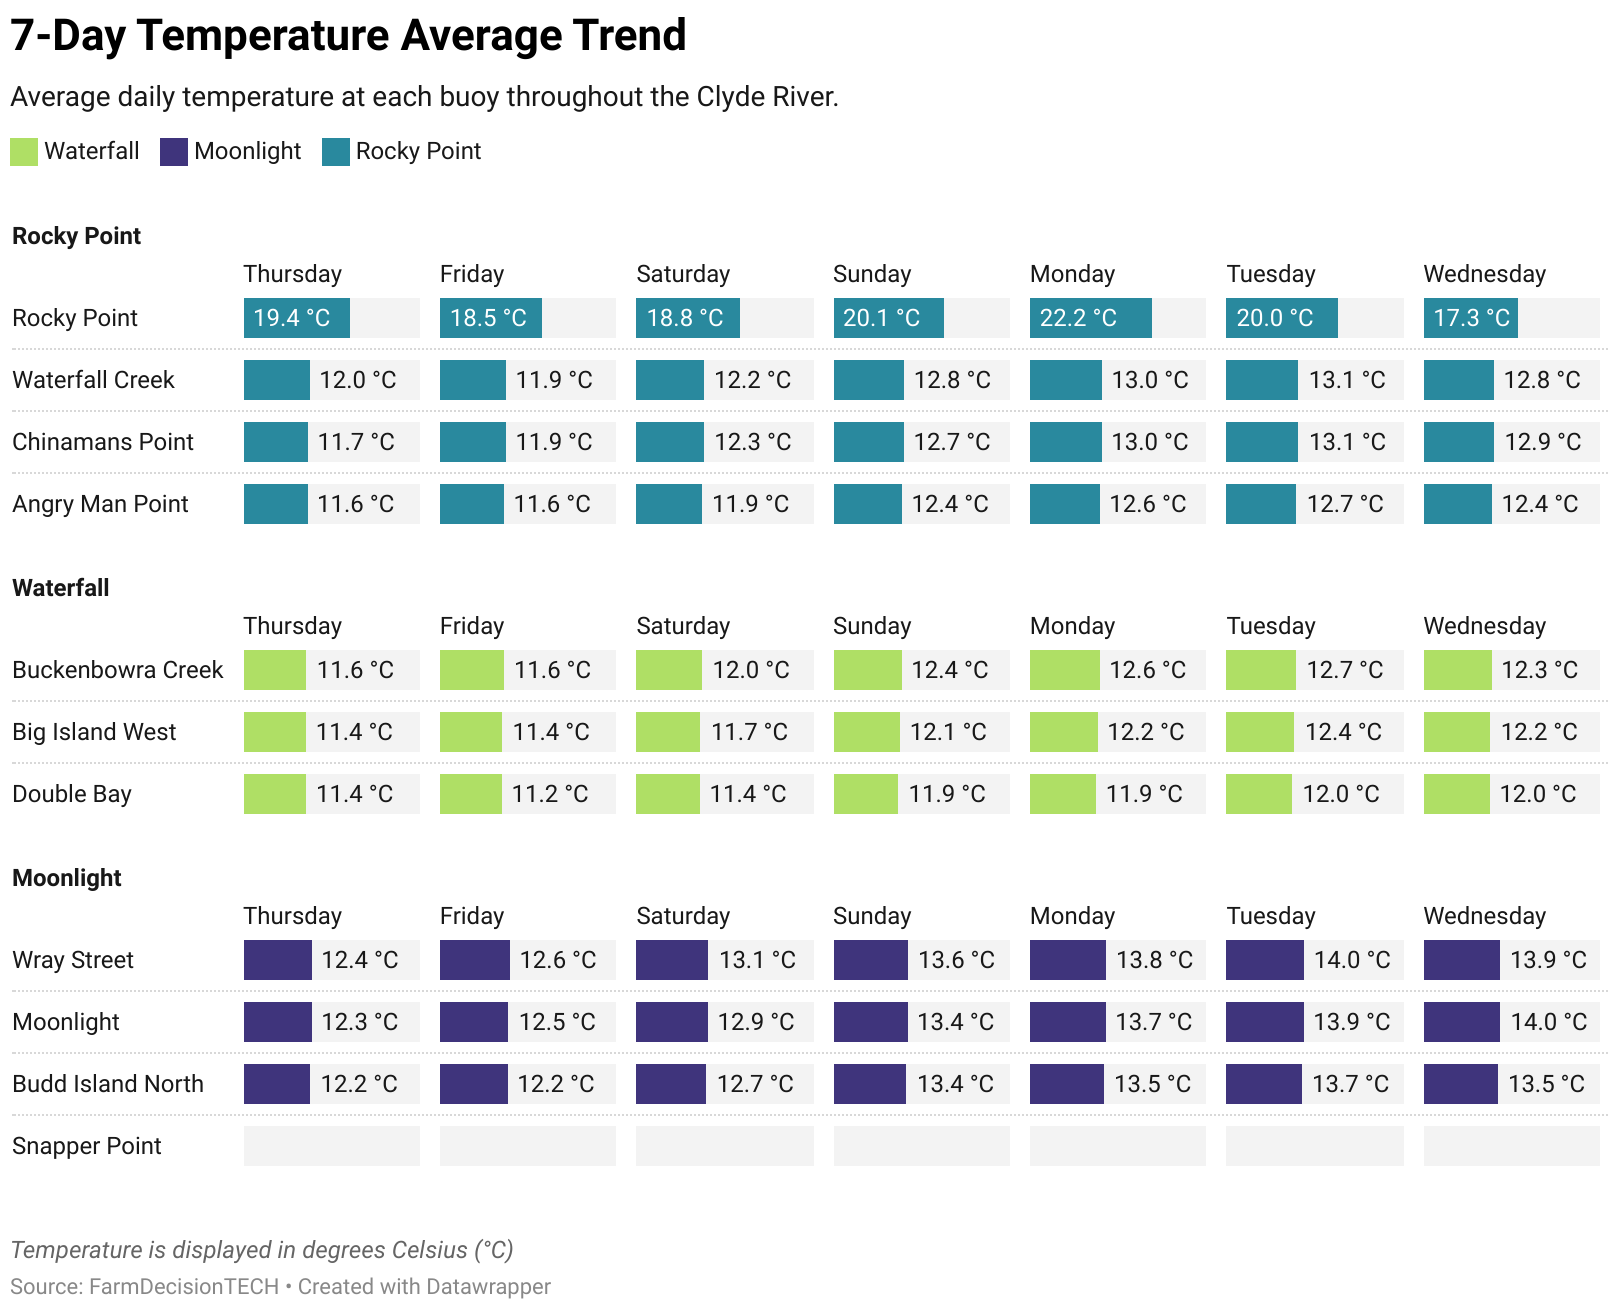 7-Day Temperature Average Trend
Average daily temperature at each buoy throughout the Clyde River.
Waterfall Moonlight Rocky Point
Rocky Point
Thursday Friday Saturday Sunday Monday Tuesday Wednesday
Rocky Point 19.4 °C 18.5 °C 18.8 °C 20.1 °C 22.2 °C 20.0 °C 17.3 °C
Waterfall Creek 12.0 °C 11.9 °C 12.2 °C 12.8 °C 13.0 °C 13.1 °C 12.8 °C
Chinamans Point 11.7 °C 11.9 °C 12.3 °C 12.7 °C 13.0 °C 13.1 °C 12.9 °C
Angry Man Point 11.6 °C 11.6 °C 11.9 °C 12.4 °C 12.6 °C 12.7 °C 12.4 °C
Waterfall
Thursday Friday Saturday Sunday Monday Tuesday Wednesday
Buckenbowra Creek 11.6 °C 11.6 °C 12.0 °C 12.4 °C 12.6 °C 12.7 °C 12.3 °C
Big Island West 11.4 °C 11.4 °C 11.7 °C 12.1 °C 12.2 °C 12.4 °C 12.2 °C
Double Bay 11.4 °C 11.2 °C 11.4 °C 11.9 °C 11.9 °C 12.0 °C 12.0 °C
Moonlight
Thursday Friday Saturday Sunday Monday Tuesday Wednesday
Wray Street 12.4 °C 12.6 °C 13.1 °C 13.6 °C 13.8 °C 14.0 °C 13.9 °C
Moonlight 12.3 °C 12.5 °C 12.9 °C 13.4 °C 13.7 °C 13.9 °C 14.0 °C
Budd Island North 12.2 °C 12.2 °C 12.7 °C 13.4 °C 13.5 °C 13.7 °C 13.5 °C
Snapper Point
Temperature is displayed in degrees Celsius (°C)
Source: FarmDecisionTECH • Created with Datawrapper